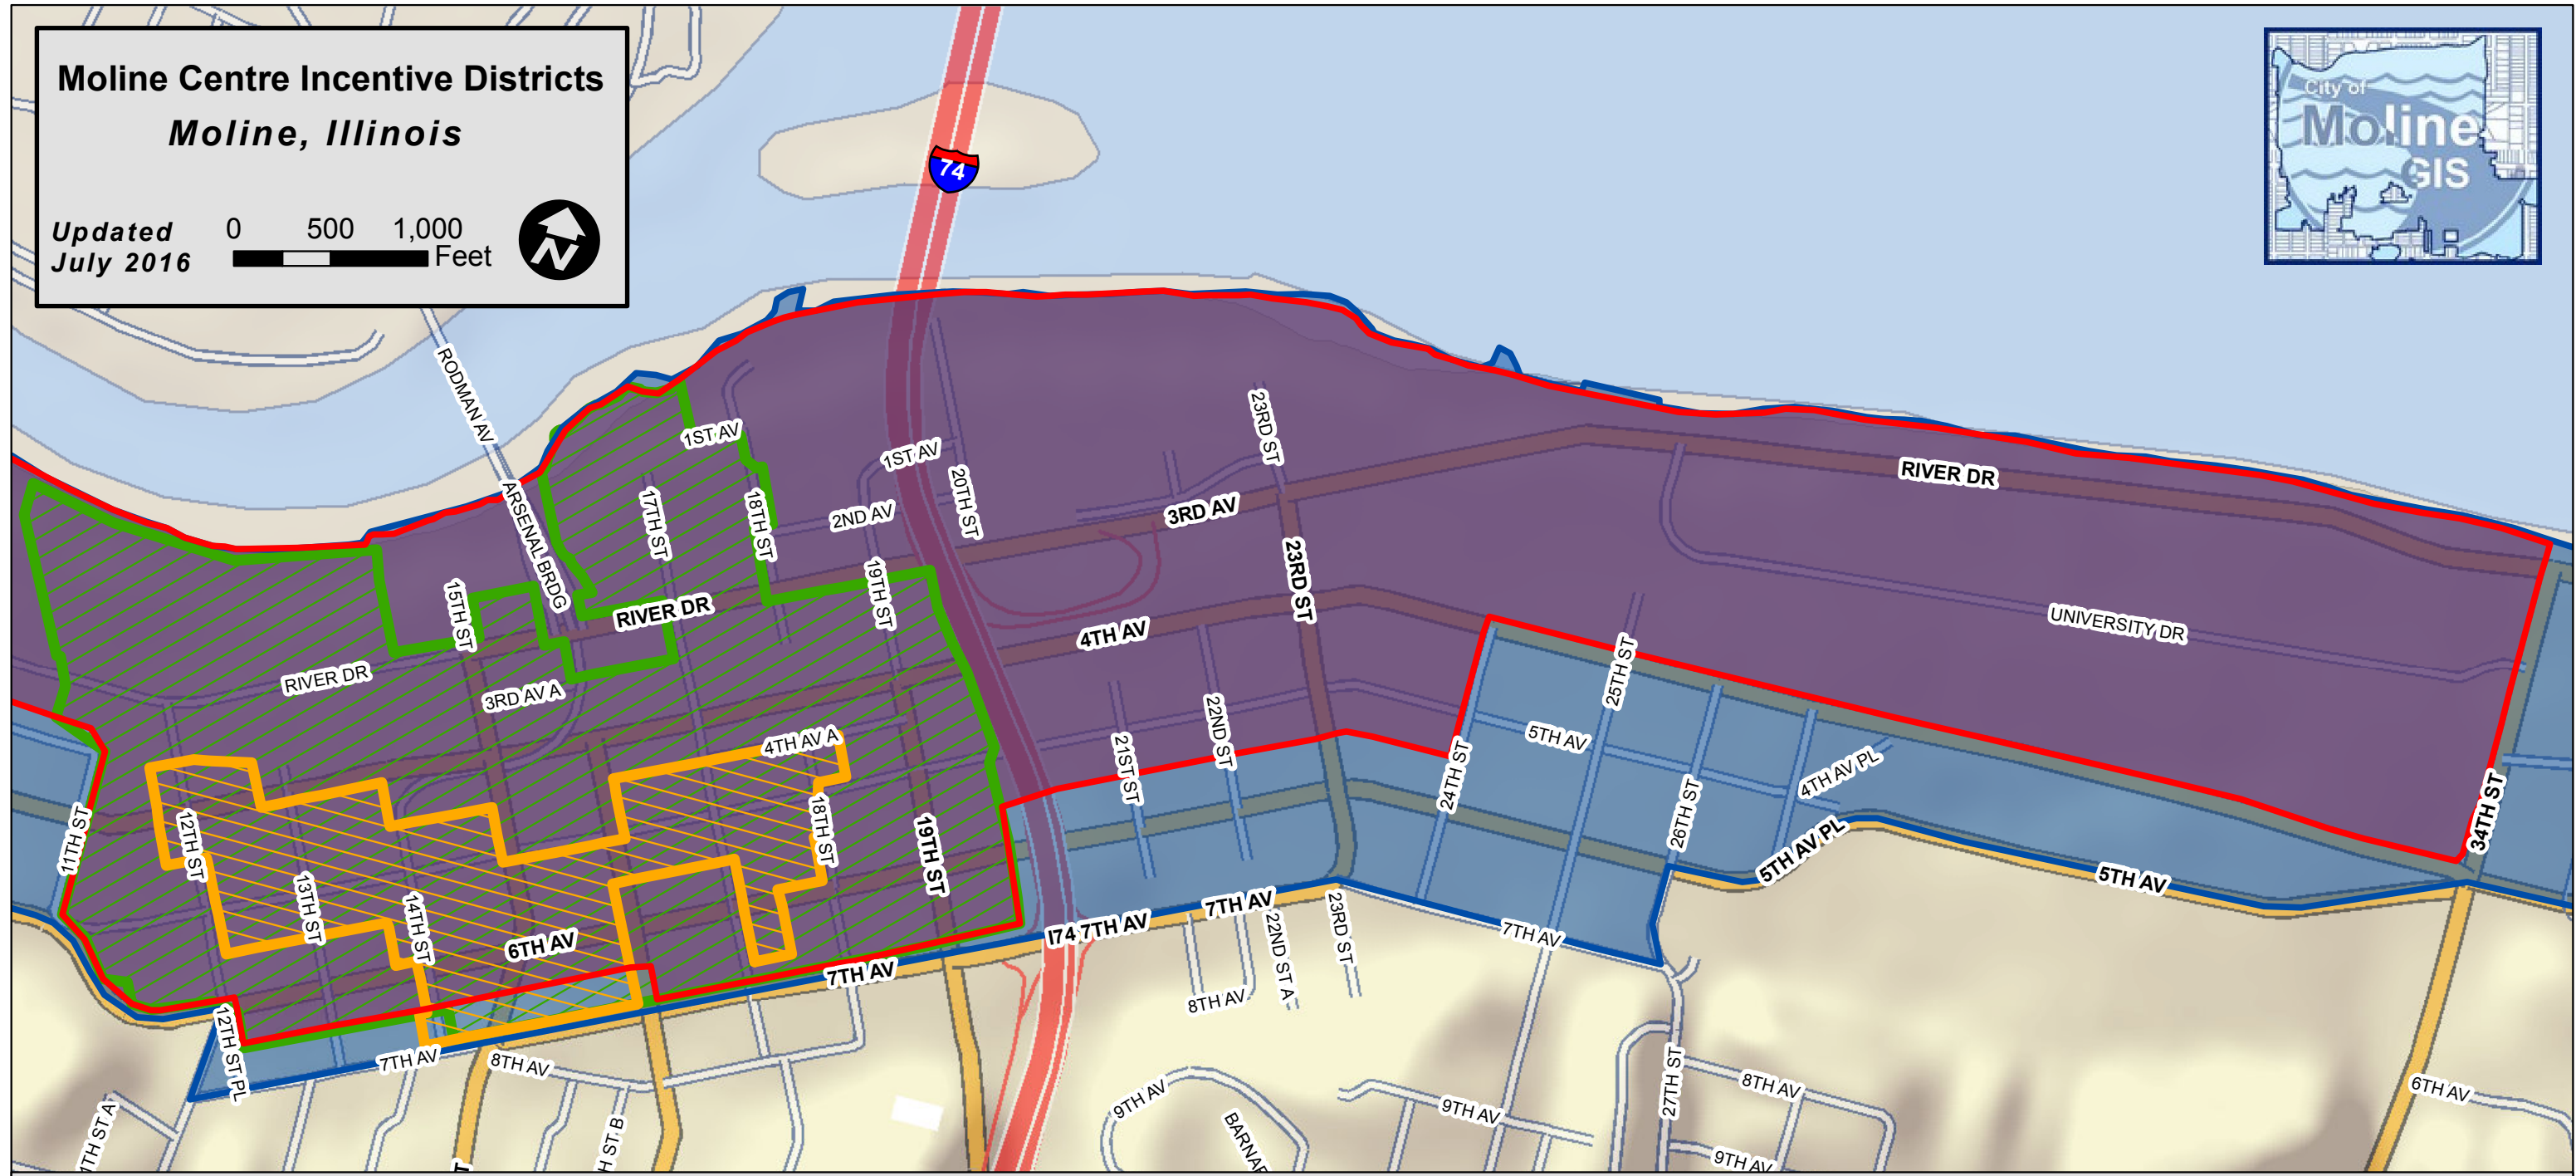 Moline Centre Incentive Districts
Moline, Illinois
Updated
July 2016
0 500 1,000
Feet
N
74
City of
Moline
GIS
RODMAN AV
ARSENAL BRDG
1ST AV
1ST AV
17TH ST
18TH ST
2ND AV
20TH ST
23RD ST
3RD AV
RIVER DR
15TH ST
RIVER DR
19TH ST
23RD ST
4TH AV
UNIVERSITY DR
RIVER DR
3RD AV A
25TH ST
22ND ST
21ST ST
4TH AV A
5TH AV
24TH ST
4TH AV PL
26TH ST
34TH ST
11TH ST
12TH ST
18TH ST
19TH ST
13TH ST
14TH ST
6TH AV
5TH AV PL
5TH AV
7TH AV
I74 7TH AV
7TH AV
23RD ST
22ND ST A
7TH AV
8TH AV
12TH ST PL
7TH AV
8TH AV
9TH AV
9TH AV
27TH ST
8TH AV
6TH AV
9TH AV
TH ST A
H ST B
T
BARNAR